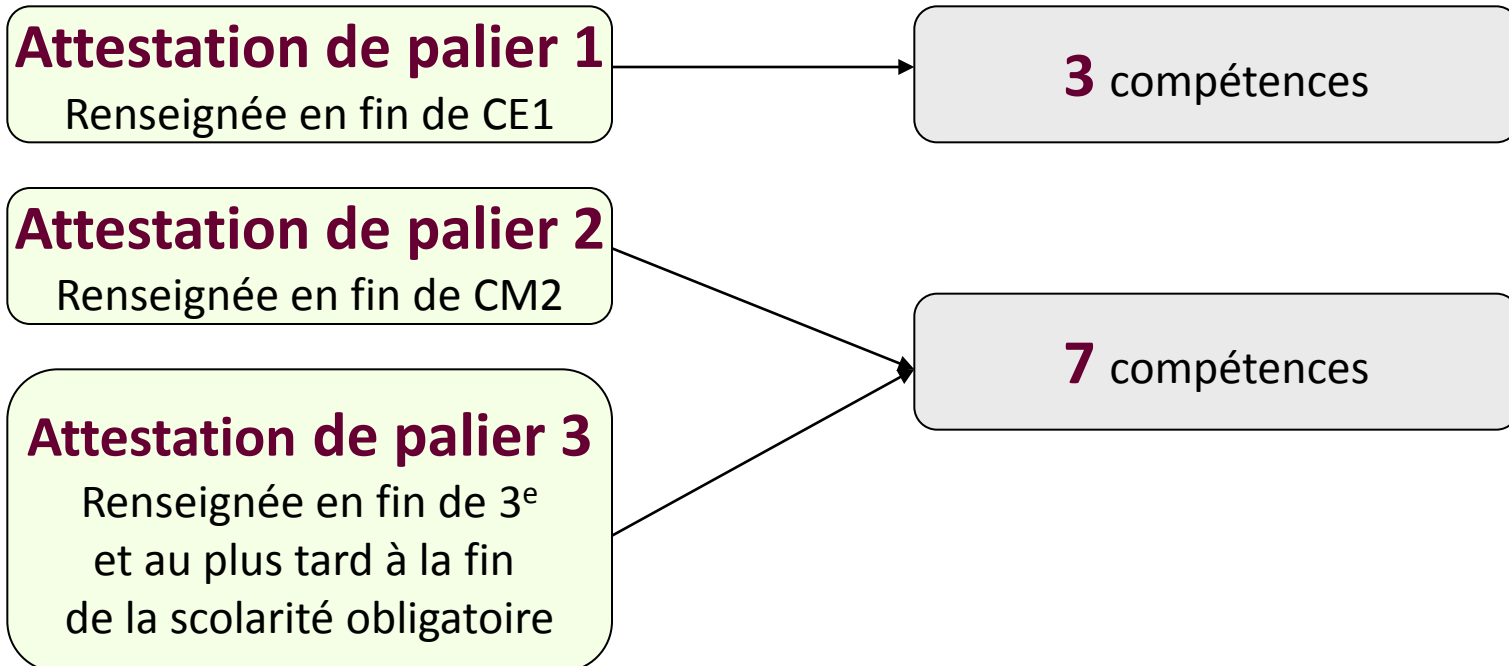 Attestation de palier 1
Renseignée en fin de CE1
3 compétences
Attestation de palier 2
Renseignée en fin de CM2
7 compétences
Attestation de palier 3
Renseignée en fin de 3e
et au plus tard à la fin
de la scolarité obligatoire